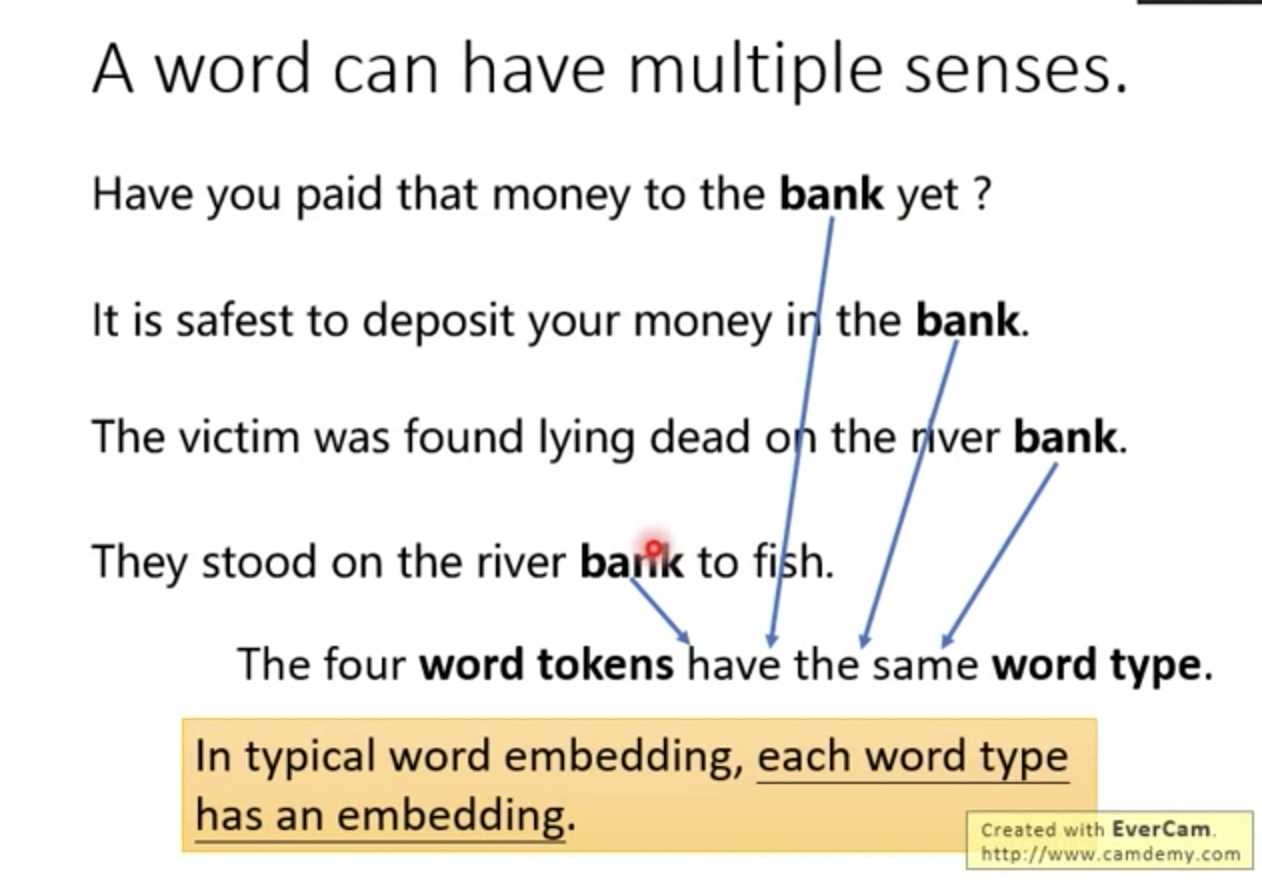 A word can have multiple senses.
Have you paid that money to the bank yet ?
It is safest to deposit your money in the bank.
The victim was found lying dead on the river bank.
They stood on the river bank to fish.
The four word tokens have the same word type.
In typical word embedding, each word type
has an embedding.
Created with EverCam.
http://www.camdemy.com